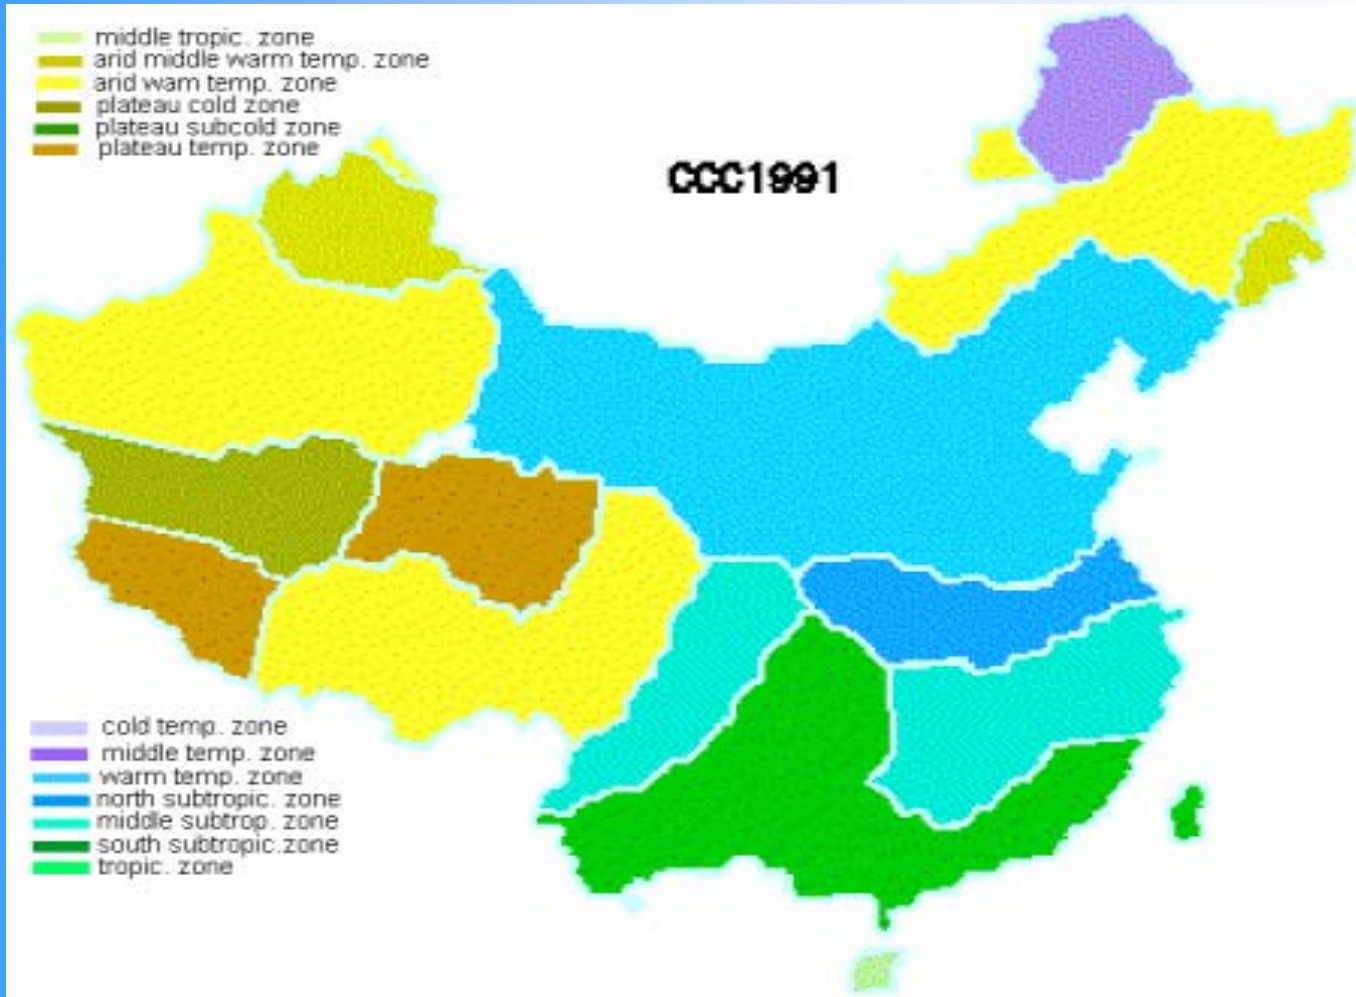 middle tropic. zone
arid middle warm temp. zone
arid wam temp. zone
plateau cold zone
plateau subcold zone
plateau temp. zone
CCC1991
cold temp. zone
middle temp. zone
warm temp. zone
north subtropic. zone
middle subtrop. zone
south subtropic.zone
tropic. zone